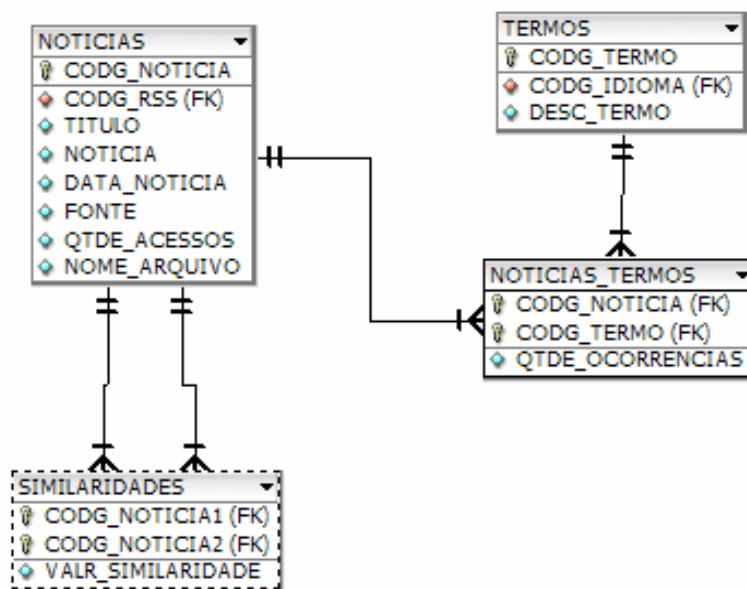 NOTICIAS
CODG_NOTICIA
CODG_RSS (FK)
TITULO
NOTICIA
DATA_NOTICIA
FONTE
QTDE_ACESSOS
NOME_ARQUIVO
TERMOS
CODG_TERMO
CODG_IDIOMA (FK)
DESC_TERMO
NOTICIAS_TERMOS
CODG_NOTICIA (FK)
CODG_TERMO (FK)
QTDE_OCORRENCIAS
SIMILARIDADES
CODG_NOTICIA1 (FK)
CODG_NOTICIA2 (FK)
VALR_SIMILARIDADE